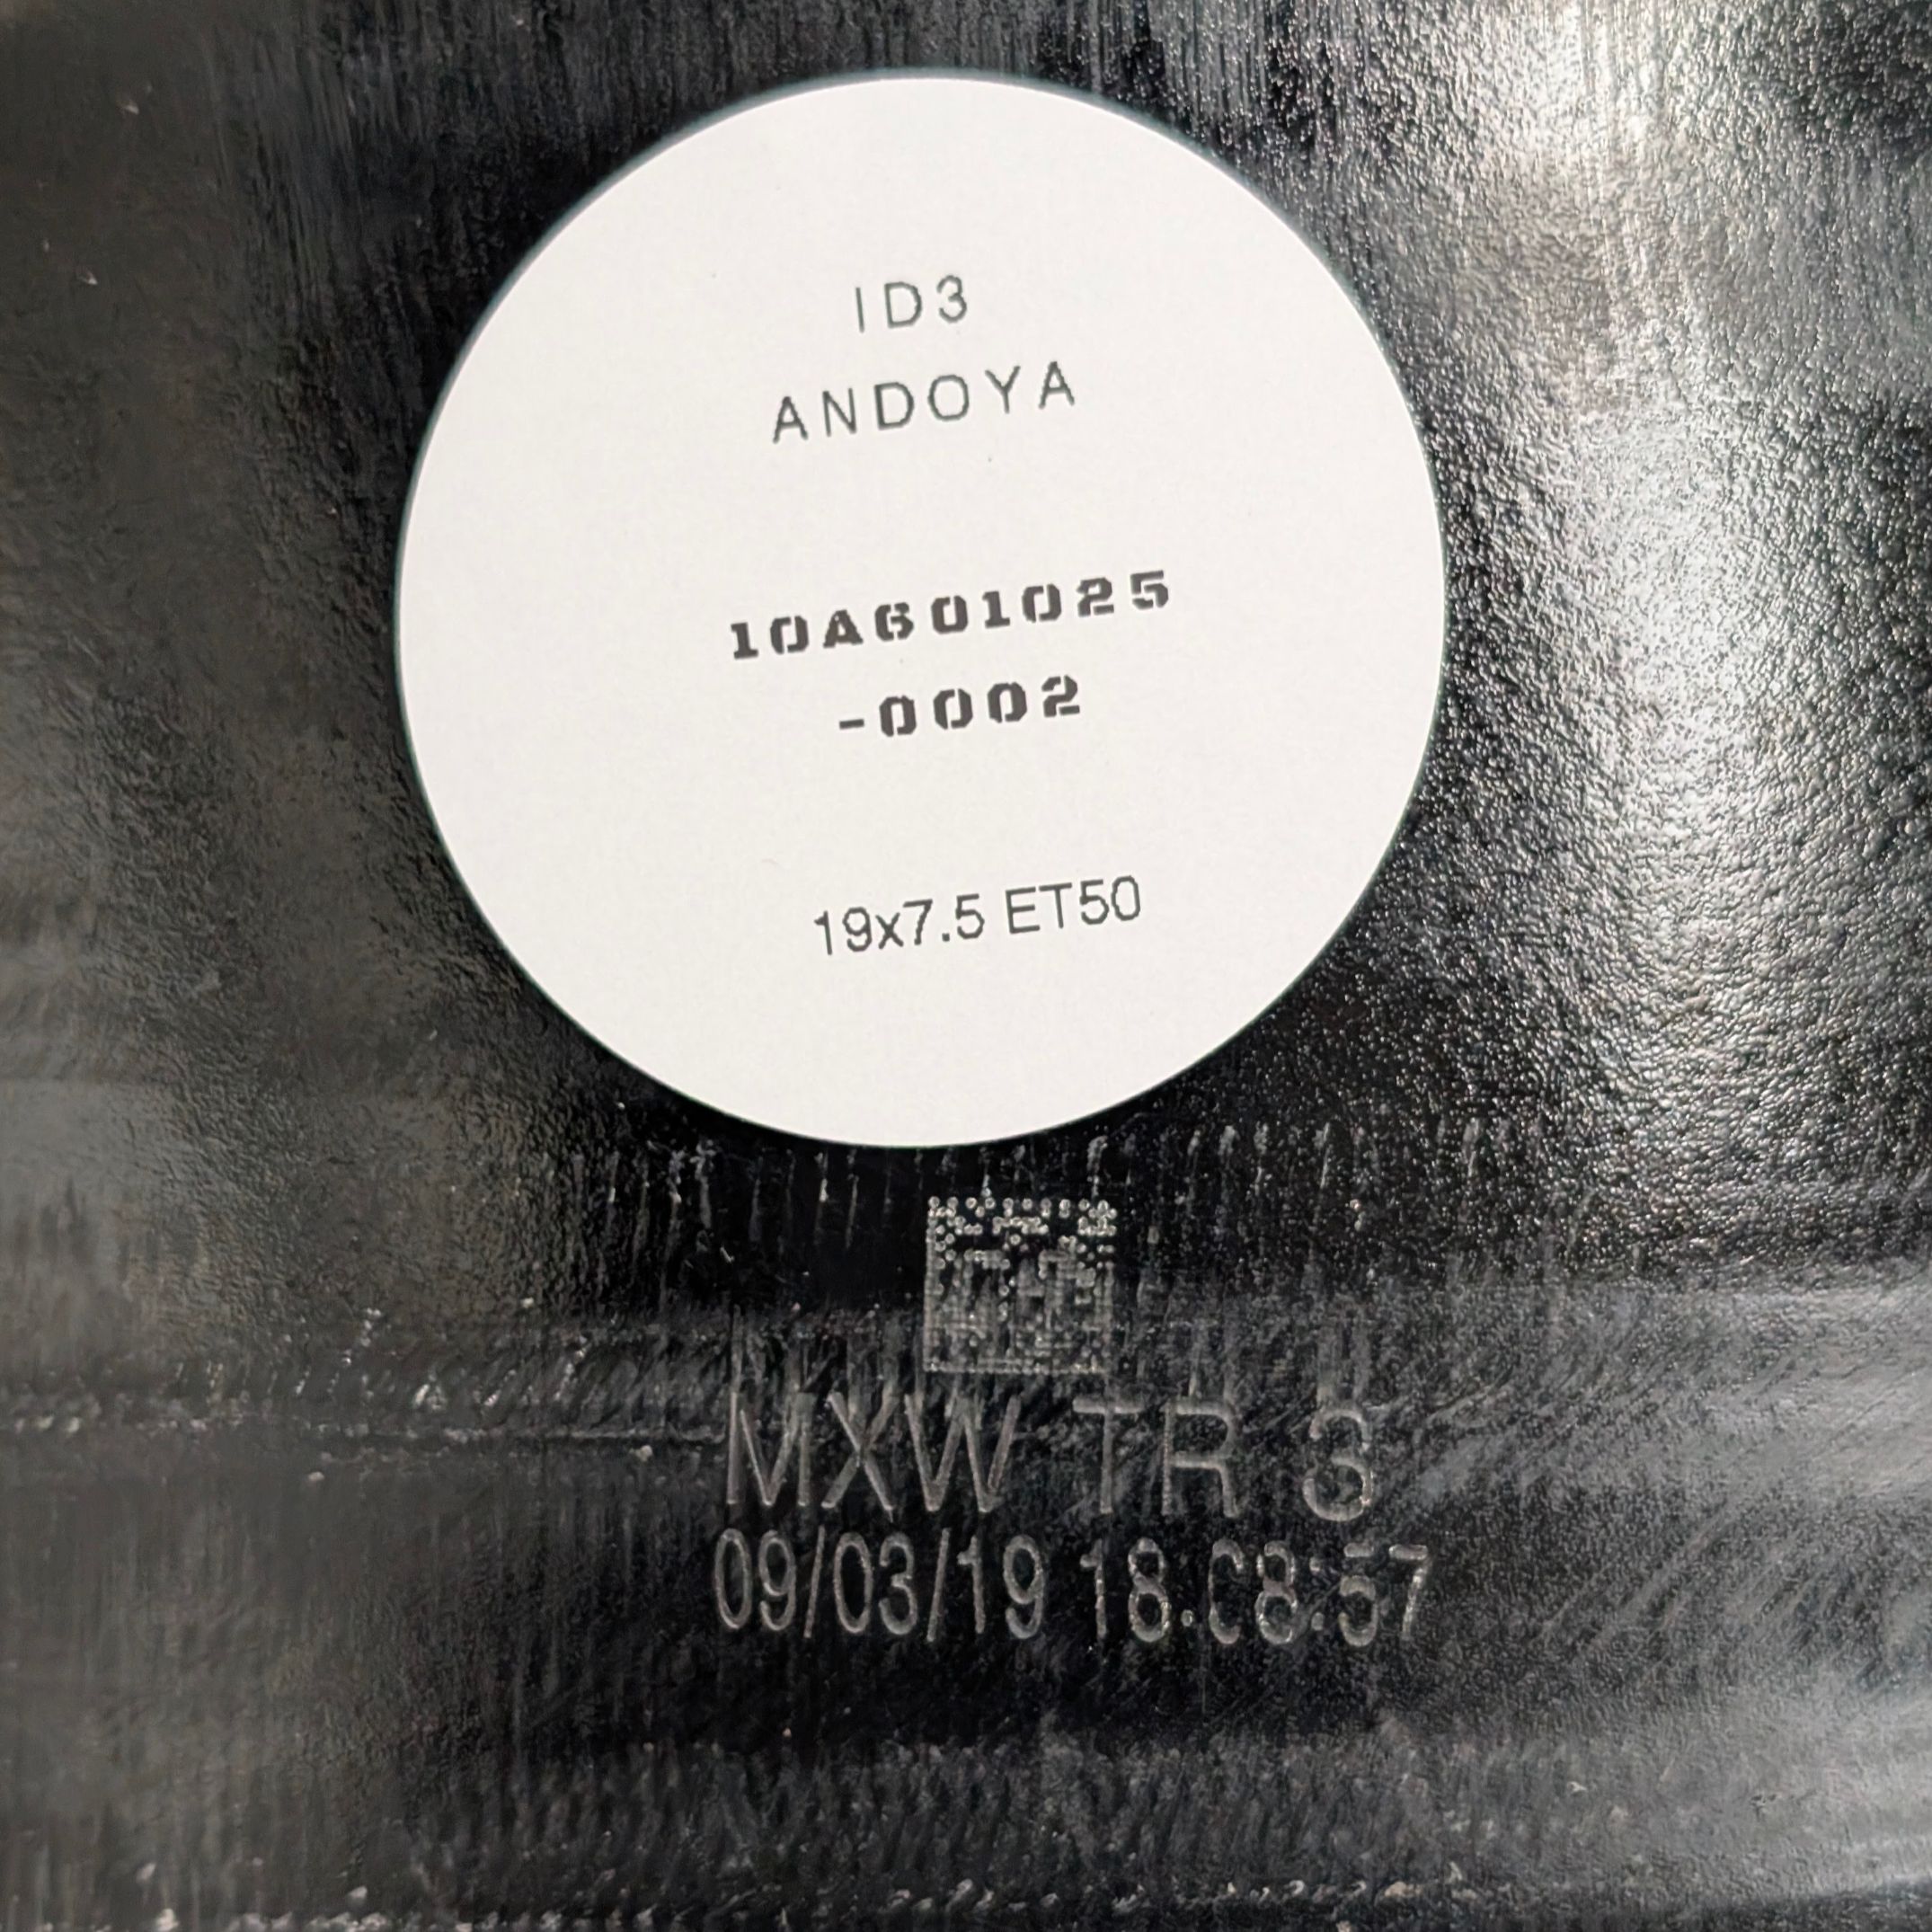 ID3
ANDOYA
10A601025
-0002
19x7.5 ET50
MXW TR 3
09/03/19 18:08:57